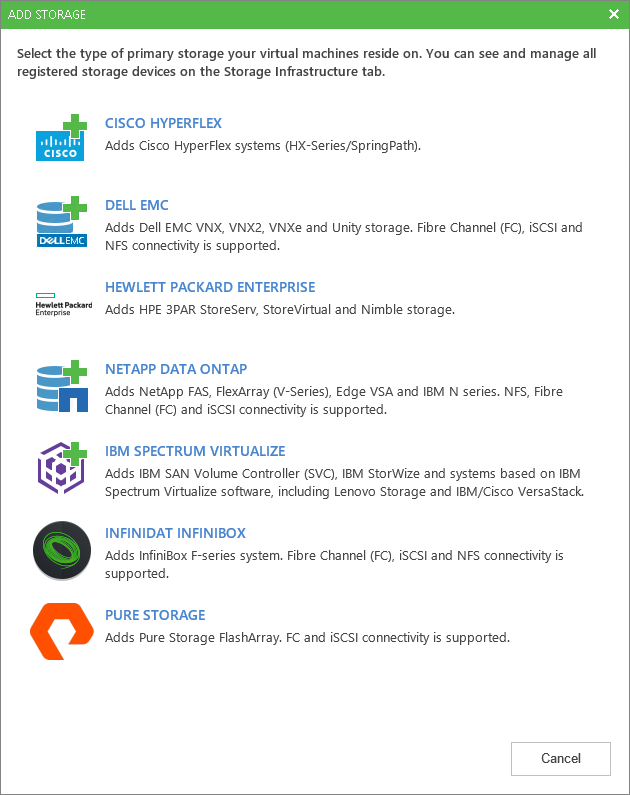 ADD STORAGE
Select the type of primary storage your virtual machines reside on. You can see and manage all
registered storage devices on the Storage Infrastructure tab.
CISCO HYPERFLEX
Adds Cisco HyperFlex systems (HX-Series/SpringPath).
CISCO
DELL EMC
Adds Dell EMC VNX, VNX2, VNXe and Unity storage. Fibre Channel (FC), iSCSI and
NFS connectivity is supported.
DELLEMC
HEWLETT PACKARD ENTERPRISE
Adds HPE 3PAR StoreServ, StoreVirtual and Nimble storage.
Hewlett Packard
Enterprise
NETAPP DATA ONTAP
Adds NetApp FAS, FlexArray (V-Series), Edge VSA and IBM N series. NFS, Fibre
Channel (FC) and iSCSI connectivity is supported.
IBM SPECTRUM VIRTUALIZE
Adds IBM SAN Volume Controller (SVC), IBM StorWize and systems based on IBM
Spectrum Virtualize software, including Lenovo Storage and IBM/Cisco VersaStack.
INFINIDAT INFINIBOX
Adds InfiniBox F-series system. Fibre Channel (FC), iSCSI and NFS connectivity is
supported.
PURE STORAGE
Adds Pure Storage FlashArray. FC and iSCSI connectivity is supported.
Cancel